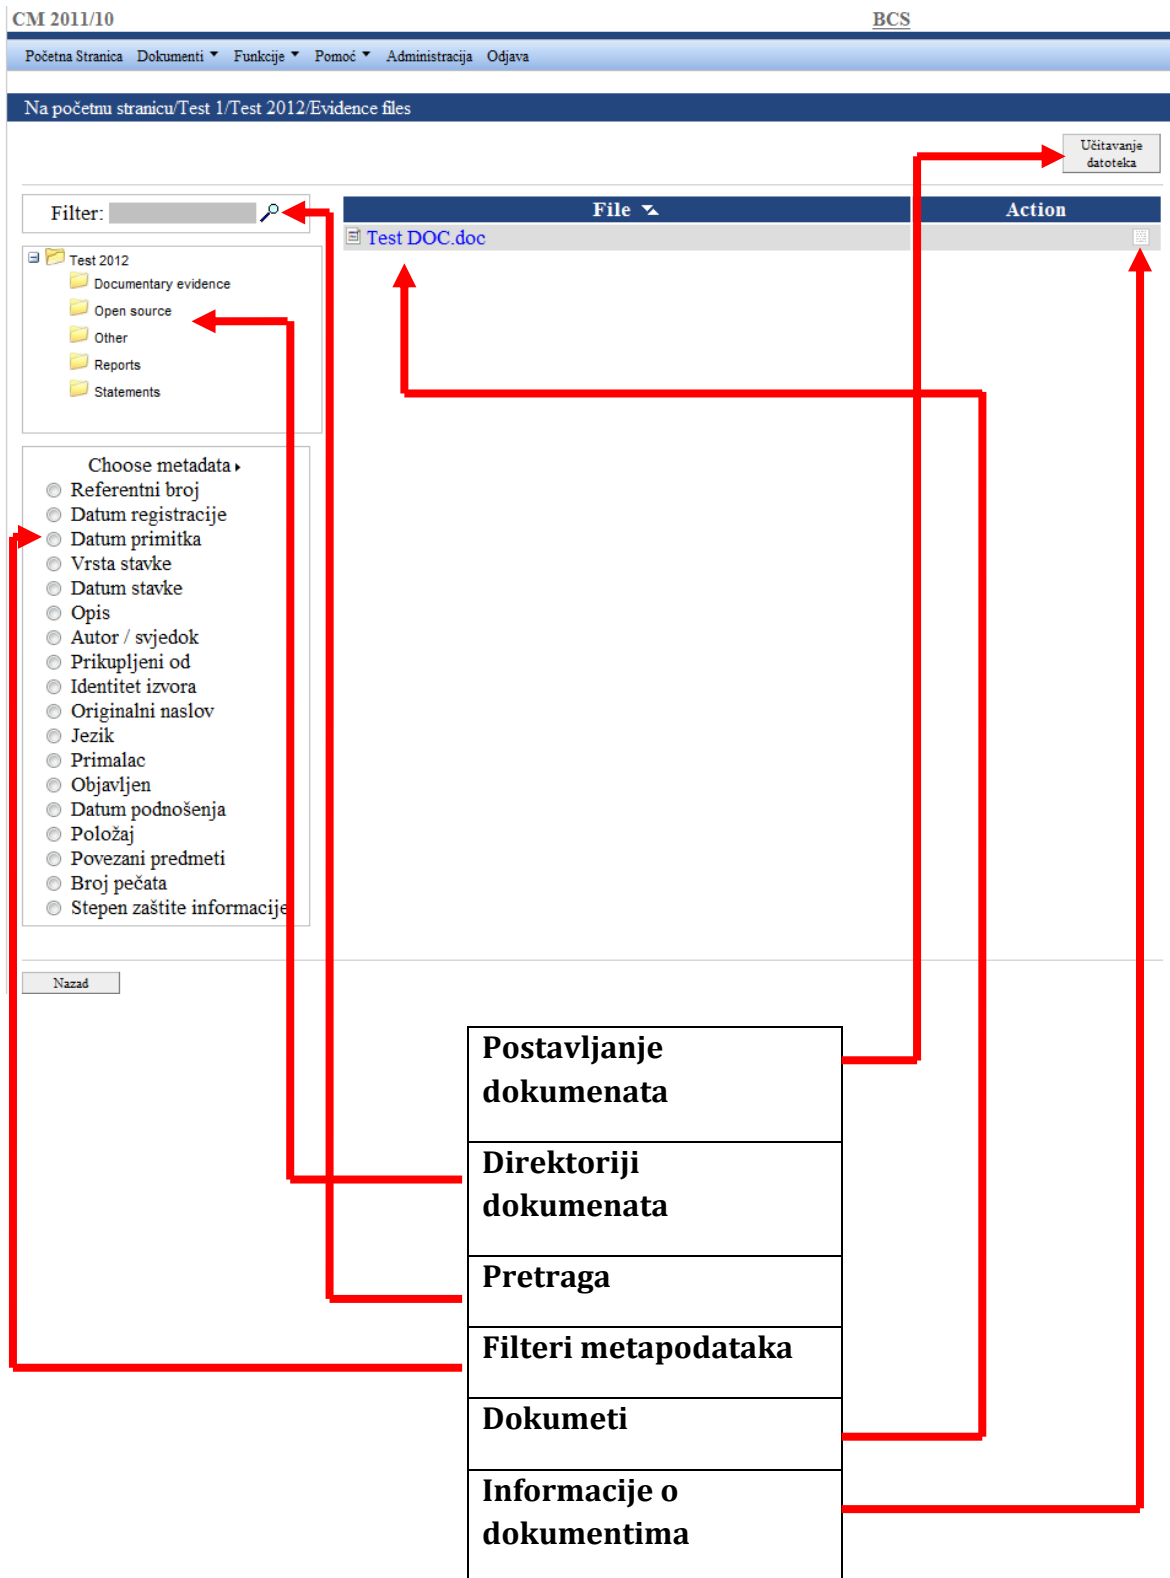 CM 2011/10 BCS
Početna Stranica Dokumenti Funkcije Pomoć Administracija Odjava
Na početnu stranicu/Test 1/Test 2012/Evidence files
Učitavanje
datoteka
Filter:
File Action
Test DOC.doc
Test 2012
Documentary evidence
Open source
Other
Reports
Statements
Choose metadata
Referentni broj
Datum registracije
Datum primitka
Vrsta stavke
Datum stavke
Opis
Autor / svjedok
Prikupljeni od
Identitet izvora
Originalni naslov
Jezik
Primalac
Objavljen
Datum podnošenja
Položaj
Povezani predmeti
Broj pečata
Stepen zaštite informacije
Nazad
Postavljanje
dokumenata
Direktoriji
dokumenata
Pretraga
Filteri metapodataka
Dokumeti
Informacije o
dokumentima